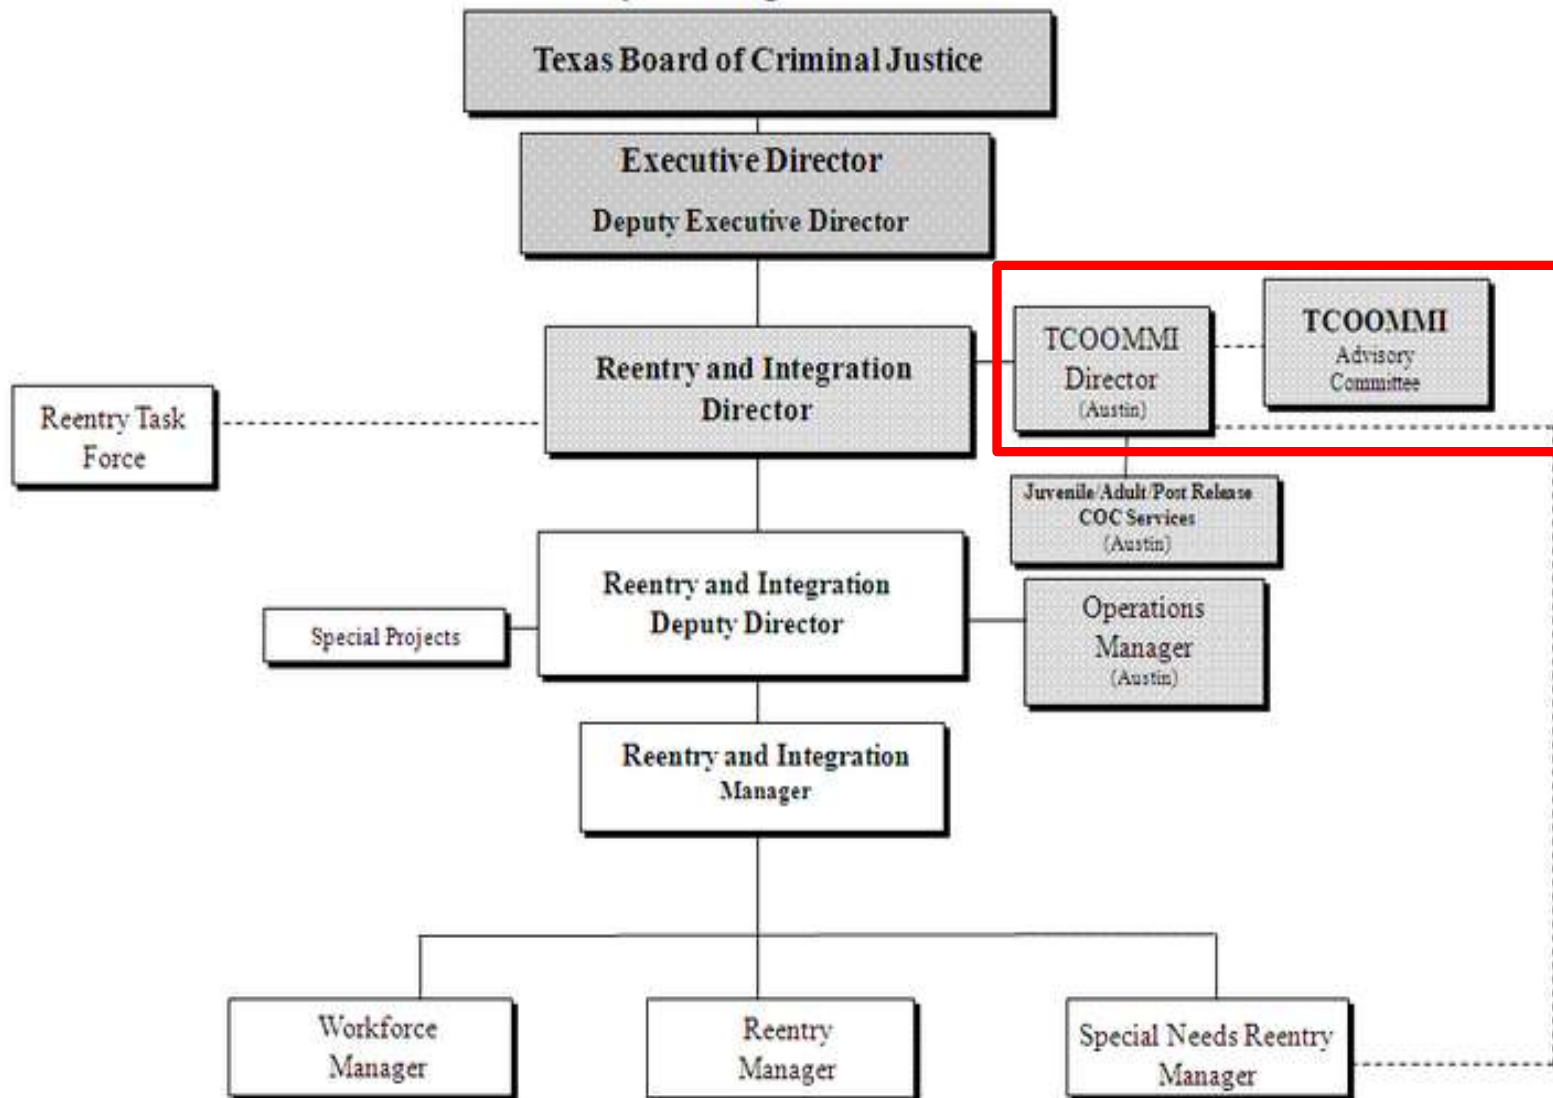 Texas Board of Criminal Justice
Executive Director
Deputy Executive Director
Reentry and Integration
Director
TCOOMMI
Director
(Austin)
TCOOMMI
Advisory
Committee
Reentry Task
Force
Juvenile/Adult/Post Release
COC Services
(Austin)
Reentry and Integration
Deputy Director
Special Projects
Operations
Manager
(Austin)
Reentry and Integration
Manager
Workforce
Manager
Reentry
Manager
Special Needs Reentry
Manager